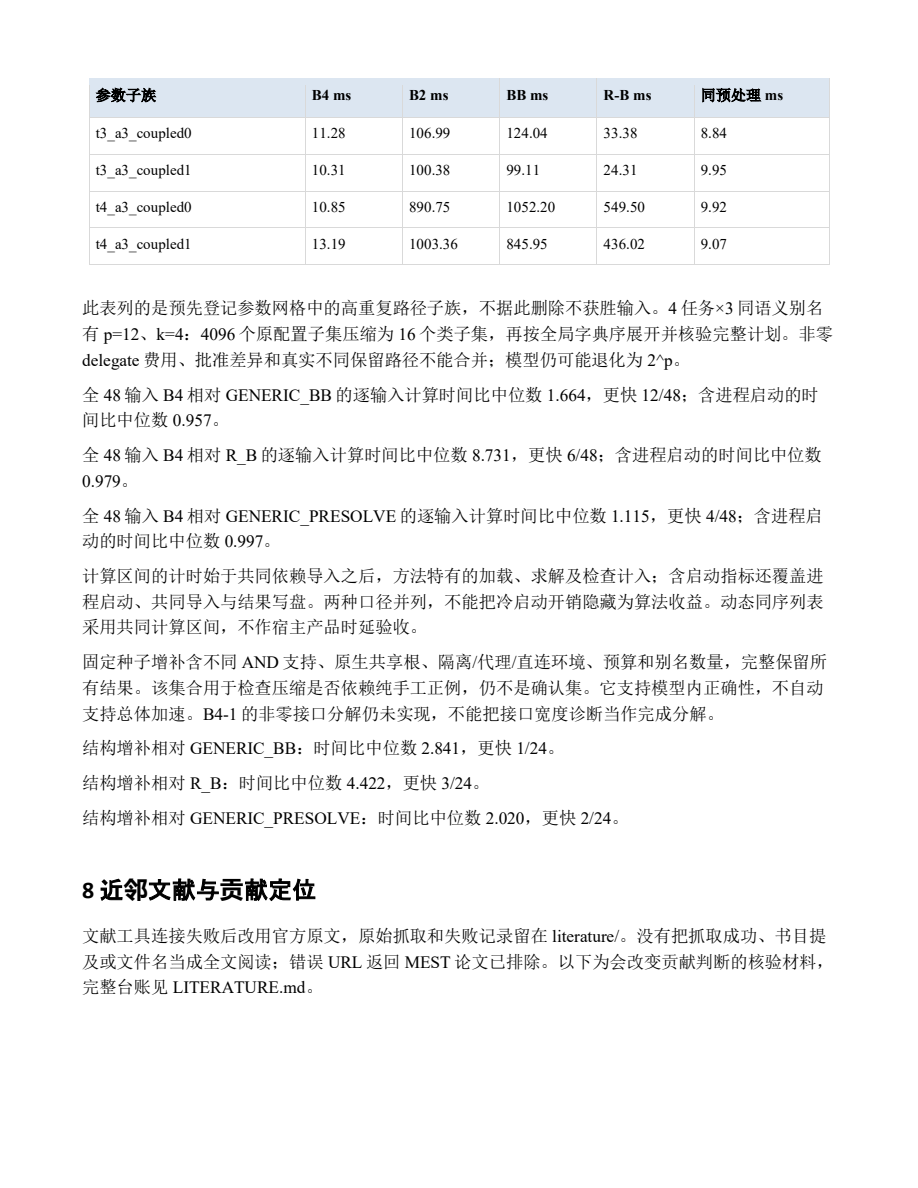 参数子族 B4 ms B2 ms BB ms R-B ms 同预处理 ms
t3_a3_coupled0 11.28 106.99 124.04 33.38 8.84
t3_a3_coupled1 10.31 100.38 99.11 24.31 9.95
t4_a3_coupled0 10.85 890.75 1052.20 549.50 9.92
t4_a3_coupled1 13.19 1003.36 845.95 436.02 9.07
此表列的是预先登记参数网格中的高重复路径子族，不据此删除不获胜输入。4 任务×3 同语义别名
有 p=12、k=4：4096 个原配置子集压缩为 16 个类子集，再按全局字典序展开并核验完整计划。非零
delegate 费用、批准差异和真实不同保留路径不能合并；模型仍可能退化为 2^p。
全 48 输入 B4 相对 GENERIC_BB 的逐输入计算时间比中位数 1.664，更快 12/48；含进程启动的时
间比中位数 0.957。
全 48 输入 B4 相对 R_B 的逐输入计算时间比中位数 8.731，更快 6/48；含进程启动的时间比中位数
0.979。
全 48 输入 B4 相对 GENERIC_PRESOLVE 的逐输入计算时间比中位数 1.115，更快 4/48；含进程启
动的时间比中位数 0.997。
计算区间的计时始于共同依赖导入之后，方法特有的加载、求解及检查计入；含启动指标还覆盖进
程启动、共同导入与结果写盘。两种口径并列，不能把冷启动开销隐藏为算法收益。动态同序列表
采用共同计算区间，不作宿主产品时延验收。
固定种子增补含不同 AND 支持、原生共享根、隔离/代理/直连环境、预算和别名数量，完整保留所
有结果。该集合用于检查压缩是否依赖纯手工正例，仍不是确认集。它支持模型内正确性，不自动
支持总体加速。B4-1 的非零接口分解仍未实现，不能把接口宽度诊断当作完成分解。
结构增补相对 GENERIC_BB：时间比中位数 2.841，更快 1/24。
结构增补相对 R_B：时间比中位数 4.422，更快 3/24。
结构增补相对 GENERIC_PRESOLVE：时间比中位数 2.020，更快 2/24。
8 近邻文献与贡献定位
文献工具连接失败后改用官方原文，原始抓取和失败记录留在 literature/。没有把抓取成功、书目提
及或文件名当成全文阅读；错误 URL 返回 MEST 论文已排除。以下为会改变贡献判断的核验材料，
完整台账见 LITERATURE.md。